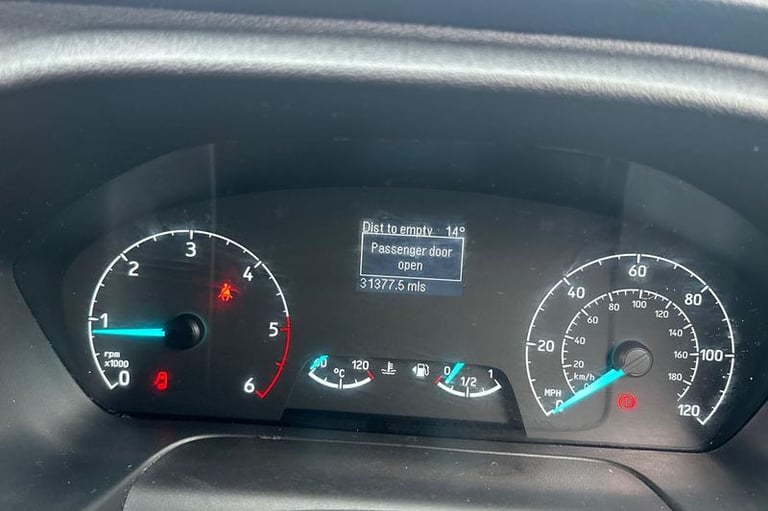 Dist to empty 14°
Passenger door
open
31377.5 mls
0 1 2 3 4 5 6
rpm
x1000
120
°C
0 1/2 1
0 20 40 60 80 100 120
MPH
20 40 60 80 100 120 140 160 180
km/h